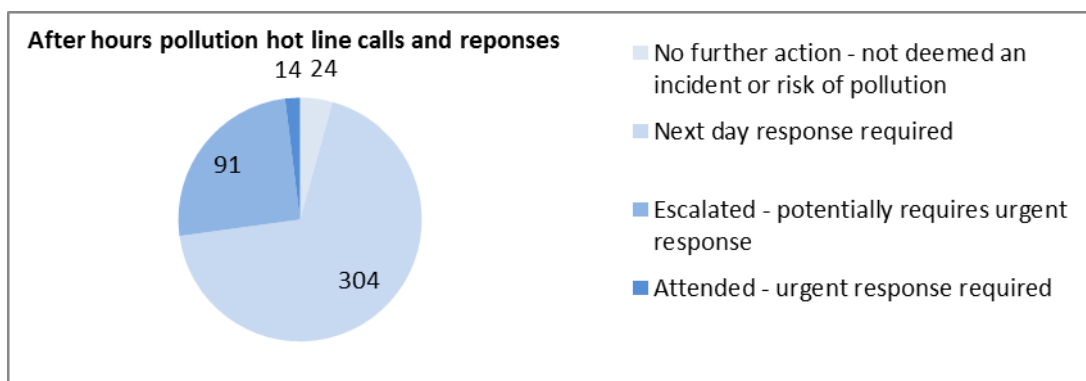 After hours pollution hot line calls and reponses
14
24
91
304
No further action - not deemed an
incident or risk of pollution
Next day response required
Escalated - potentially requires urgent
response
Attended - urgent response required